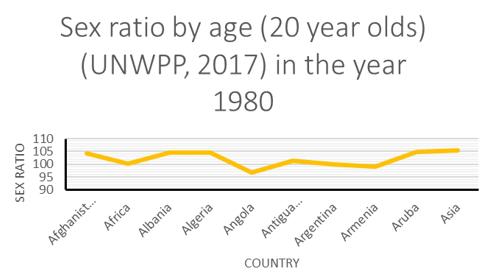 Sex ratio by age (20 year olds)
(UNWPP, 2017) in the year
1980
110
105
100
95
90
SEX RATIO
Afghanist...
Africa
Albania
Algeria
Angola
Antigua...
Argentina
Armenia
Aruba
Asia
COUNTRY